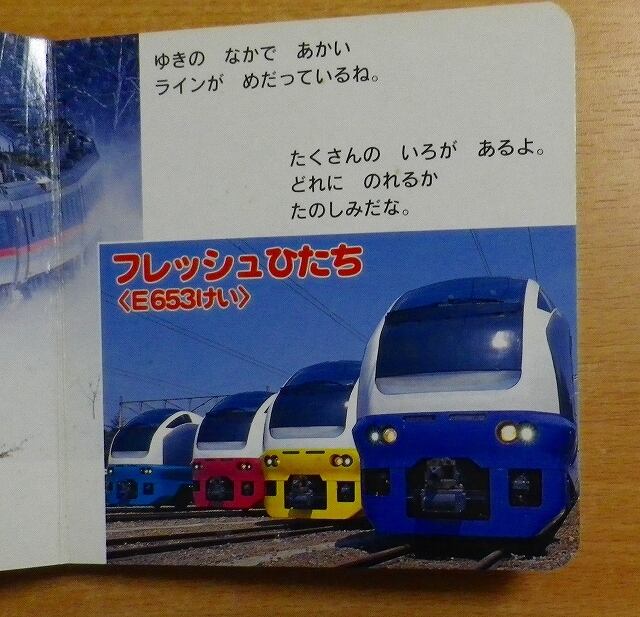 ゆきの　なかで　あかい
ラインが　めだっているね。
たくさんの　いろが　あるよ。
どれに　のれるか
たのしみだな。
フレッシュひたち
〈E653けい〉